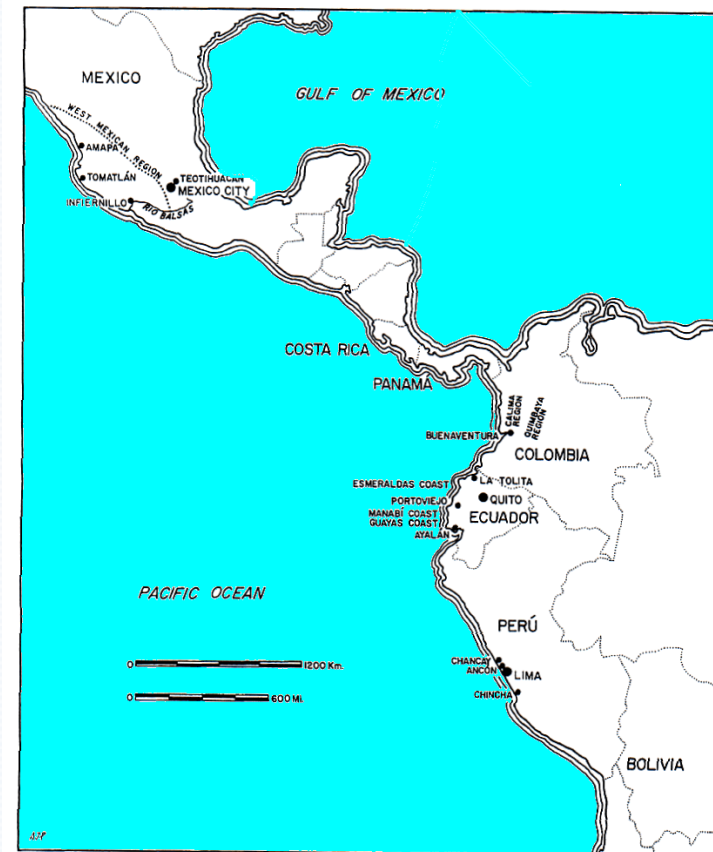 MEXICO
GULF OF MEXICO
WEST MEXICAN REGION
AMAPA
TOMATLÁN
TEOTIHUACÁN
MEXICO CITY
INFIERNILLO
RIO BALSAS
COSTA RICA
PANAMÁ
CALIMA
REGION
QUIMBAYA
REGION
BUENAVENTURA
COLOMBIA
ESMERALDAS COAST
LA TOLITA
QUITO
PORTOVIEJO
MANABÍ COAST
ECUADOR
GUAYAS COAST
AYALÁN
PACIFIC OCEAN
PERÚ
0 1200 Km.
CHANCAY
ANCÓN
LIMA
CHINCHA
0 600 Mi.
BOLIVIA